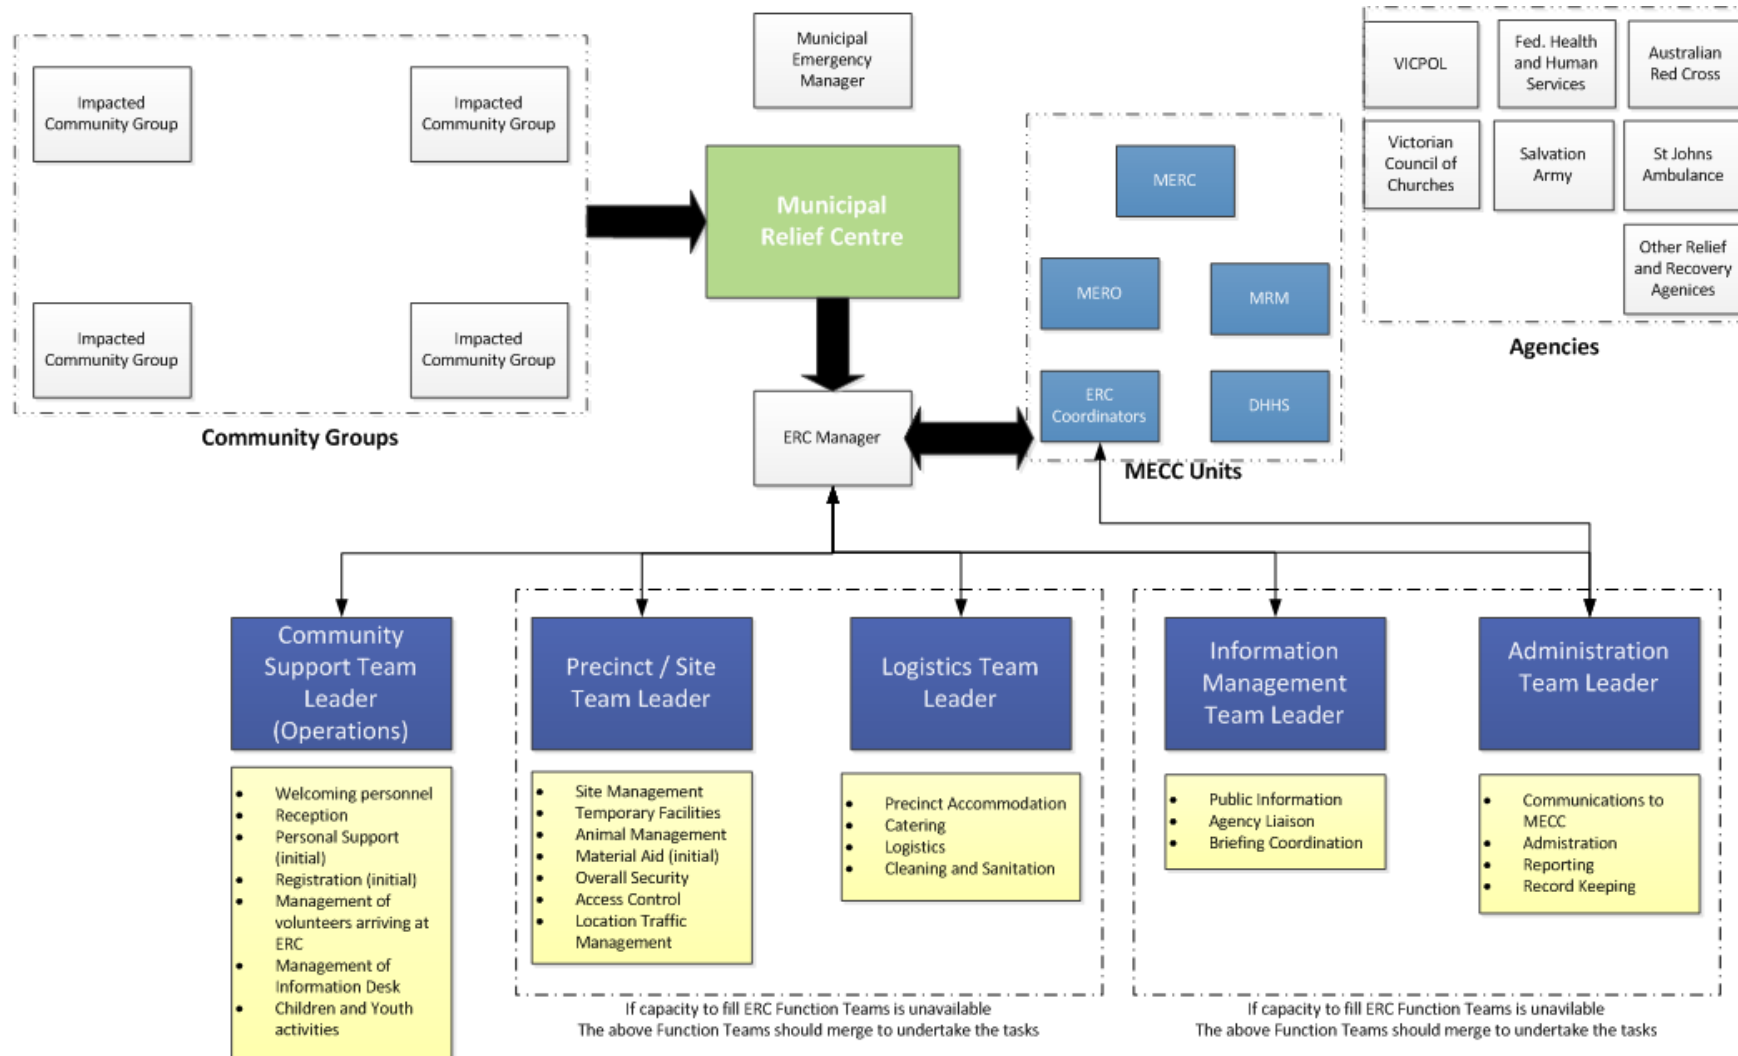 Impacted
Community Group
Impacted
Community Group
Impacted
Community Group
Impacted
Community Group
Community Groups
Municipal
Emergency
Manager
Municipal
Relief Centre
ERC Manager
MERC
MERO
MRM
ERC
Coordinators
DHHS
MECC Units
VICPOL
Fed. Health
and Human
Services
Australian
Red Cross
Victorian
Council of
Churches
Salvation
Army
St Johns
Ambulance
Other Relief
and Recovery
Agenices
Agencies
Community
Support Team
Leader
(Operations)
• Welcoming personnel
• Reception
• Personal Support
(initial)
• Registration (initial)
• Management of
volunteers arriving at
ERC
• Management of
Information Desk
• Children and Youth
activities
Precinct / Site
Team Leader
• Site Management
• Temporary Facilities
• Animal Management
• Material Aid (initial)
• Overall Security
• Access Control
• Location Traffic
Management
Logistics Team
Leader
• Precinct Accommodation
• Catering
• Logistics
• Cleaning and Sanitation
If capacity to fill ERC Function Teams is unavailable
The above Function Teams should merge to undertake the tasks
Information
Management
Team Leader
• Public Information
• Agency Liaison
• Briefing Coordination
Administration
Team Leader
• Communications to
MECC
• Admistration
• Reporting
• Record Keeping
If capacity to fill ERC Function Teams is unavailable
The above Function Teams should merge to undertake the tasks